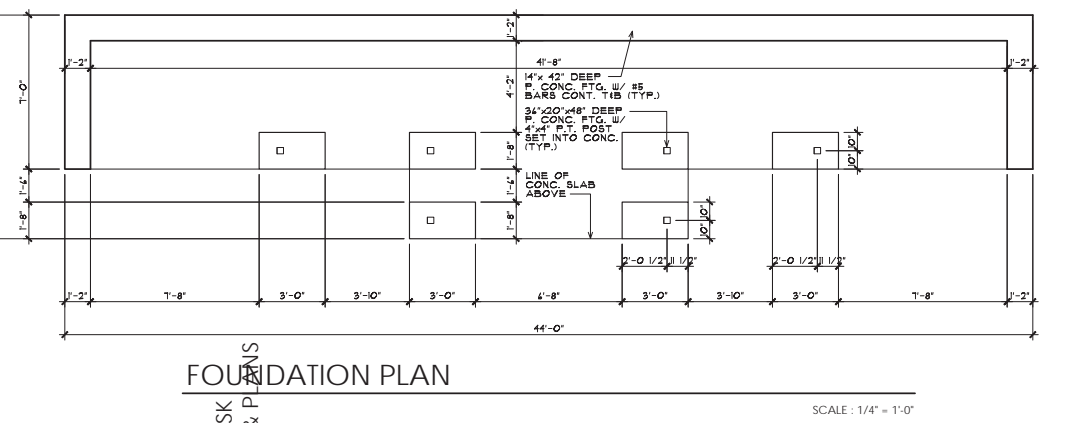 1'-2"
1'-2"
41'-8"
1'-2"
7'-0"
4'-2"
14"x 42" DEEP
P. CONC. FTG. W/ #5
BARS CONT. T&B (TYP.)
36"x20"x48" DEEP
P. CONC. FTG. W/
4"x4" P.T. POST
SET INTO CONC.
(TYP.)
1'-8"
10"
10"
LINE OF
CONC. SLAB
ABOVE
1'-6"
1'-6"
1'-8"
1'-8"
10"
10"
2'-0 1/2"
11 1/2"
2'-0 1/2"
11 1/2"
1'-2"
7'-8"
3'-0"
3'-10"
3'-0"
6'-8"
3'-0"
3'-10"
3'-0"
7'-8"
1'-2"
44'-0"
FOUNDATION PLAN
SCALE : 1/4" = 1'-0"
SK
& PLANS